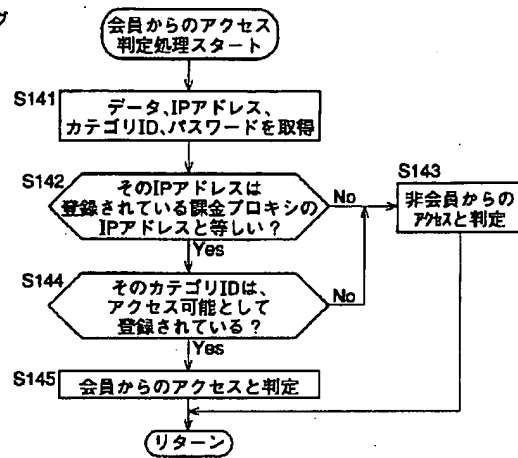 グ
会員からのアクセス
判定処理スタート
S141
データ、IPアドレス、
カテゴリID、パスワードを取得
S142
そのIPアドレスは
登録されている課金プロキシの
IPアドレスと等しい？
No
Yes
S143
非会員からの
アクセスと判定
S144
そのカテゴリIDは、
アクセス可能として
登録されている？
No
Yes
S145
会員からのアクセスと判定
リターン